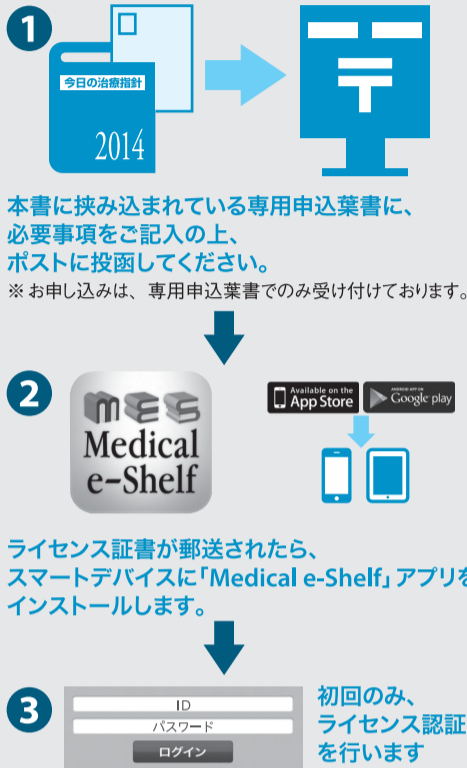 1
今日の治療指針
2014
本書に挟み込まれている専用申込葉書に、
必要事項をご記入の上、
ポストに投函してください。
※お申し込みは、専用申込葉書でのみ受け付けております。
2
mes
Medical
e-Shelf
Available on the
App Store
ANDROID APP ON
Google play
ライセンス証書が郵送されたら、
スマートデバイスに「Medical e-Shelf」アプリを
インストールします。
3
ID
パスワード
ログイン
初回のみ、
ライセンス認証
を行います